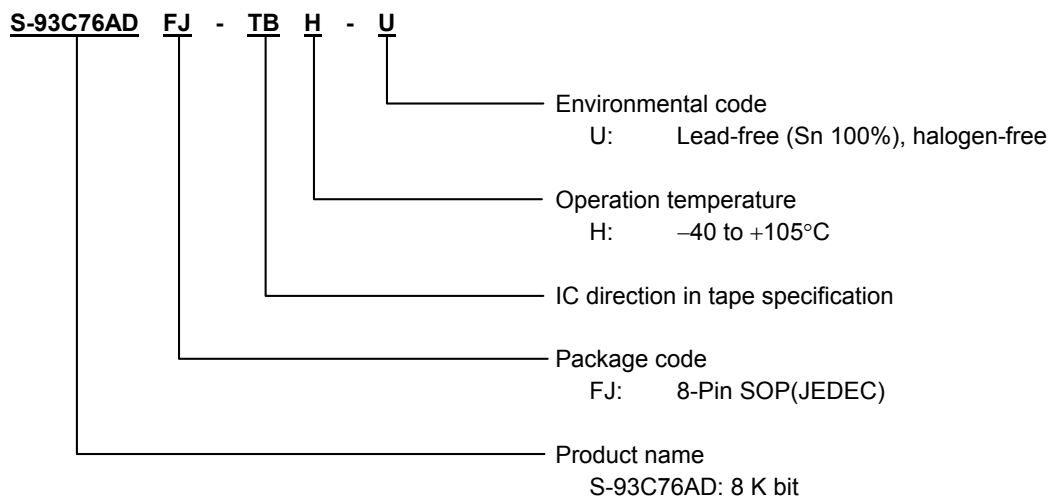 S-93C76AD FJ - TB H - U
Environmental code
U: Lead-free (Sn 100%), halogen-free
Operation temperature
H: −40 to +105°C
IC direction in tape specification
Package code
FJ: 8-Pin SOP(JEDEC)
Product name
S-93C76AD: 8 K bit